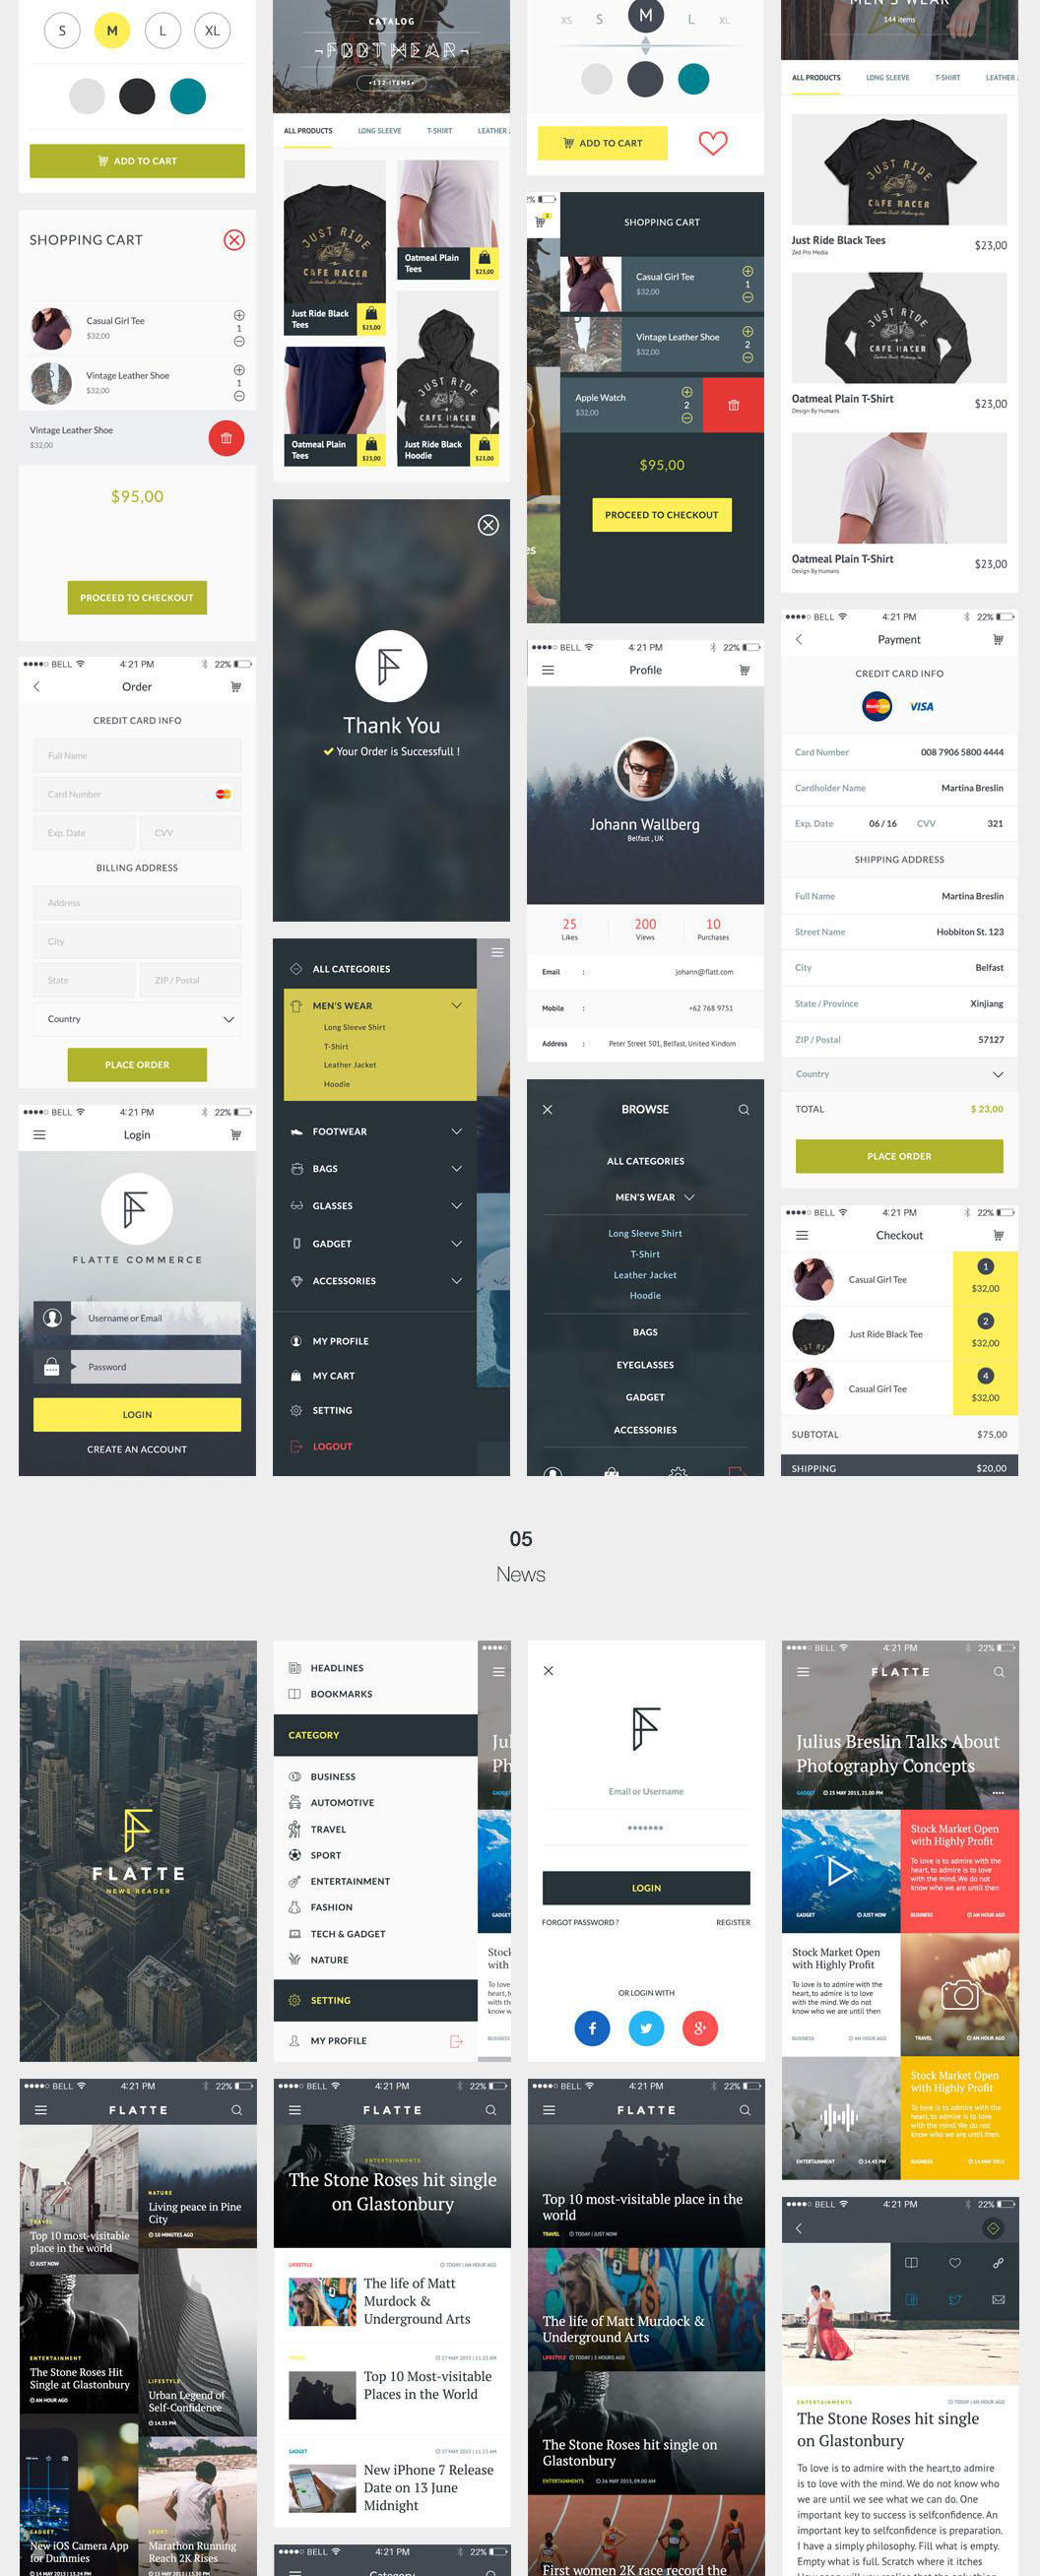 S
M
L
XL
ADD TO CART
SHOPPING CART
Casual Girl Tee
$32,00
1
Vintage Leather Shoe
$32,00
1
Vintage Leather Shoe
$32,00
$95,00
PROCEED TO CHECKOUT
BELL
4:21 PM
22%
Order
CREDIT CARD INFO
Full Name
Card Number
Exp. Date
CVV
BILLING ADDRESS
Address
City
State
ZIP / Postal
Country
PLACE ORDER
BELL
4:21 PM
22%
Login
FLATTE COMMERCE
Username or Email
Password
LOGIN
CREATE AN ACCOUNT
CATALOG
FOOTWEAR
132 ITEMS
ALL PRODUCTS
LONG SLEEVE
T-SHIRT
LEATHER
JUST RIDE
CAFE RACER
Just Ride Black
Tees
$23,00
Oatmeal Plain
Tees
$23,00
Oatmeal Plain
Tees
$23,00
JUST RIDE
CAFE RACER
Just Ride Black
Hoodie
$23,00
Thank You
Your Order is Successfull !
ALL CATEGORIES
MEN'S WEAR
Long Sleeve Shirt
T-Shirt
Leather Jacket
Hoodie
FOOTWEAR
BAGS
GLASSES
GADGET
ACCESSORIES
MY PROFILE
MY CART
SETTING
LOGOUT
XS
S
M
L
XL
ADD TO CART
SHOPPING CART
Casual Girl Tee
$32,00
1
Vintage Leather Shoe
$32,00
2
Apple Watch
$32,00
2
$95,00
PROCEED TO CHECKOUT
BELL
4:21 PM
22%
Profile
Johann Wallberg
Belfast , UK
25
Likes
200
Views
10
Purchases
Email : johann@flatt.com
Mobile : +62 768 9751
Address : Peter Street 501, Belfast, United Kindom
BROWSE
ALL CATEGORIES
MEN'S WEAR
Long Sleeve Shirt
T-Shirt
Leather Jacket
Hoodie
BAGS
EYEGLASSES
GADGET
ACCESSORIES
MEN'S WEAR
144 items
ALL PRODUCTS
LONG SLEEVE
T-SHIRT
LEATHER
JUST RIDE
CAFE RACER
Just Ride Black Tees
Zed Pro Media
$23,00
JUST RIDE
CAFE RACER
Oatmeal Plain T-Shirt
Design By Humans
$23,00
Oatmeal Plain T-Shirt
Design By Humans
$23,00
BELL
4:21 PM
22%
Payment
CREDIT CARD INFO
MasterCard
VISA
Card Number 008 7906 5800 4444
Cardholder Name Martina Breslin
Exp. Date 06 / 16 CVV 321
SHIPPING ADDRESS
Full Name Martina Breslin
Street Name Hobbiton St. 123
City Belfast
State / Province Xinjiang
ZIP / Postal 57127
Country
TOTAL $ 23,00
PLACE ORDER
BELL
4:21 PM
22%
Checkout
Casual Girl Tee
1
$32,00
Just Ride Black Tee
2
$32,00
Casual Girl Tee
4
$32,00
SUBTOTAL $75,00
SHIPPING $20,00
05
News
FLATTE
NEWS READER
HEADLINES
BOOKMARKS
CATEGORY
BUSINESS
AUTOMOTIVE
TRAVEL
SPORT
ENTERTAINMENT
FASHION
TECH & GADGET
NATURE
SETTING
MY PROFILE
Email or Username
LOGIN
FORGOT PASSWORD ?
REGISTER
OR LOGIN WITH
BELL
4:21 PM
22%
FLATTE
Julius Breslin Talks About
Photography Concepts
GADGET
25 MAY 2015, 21.00 PM
GADGET
JUST NOW
Stock Market Open
with Highly Profit
To love is to admire with the
heart, to admire is to love
with the mind. We do not
know who we are until then
BUSINESS
AN HOUR AGO
Stock Market Open
with Highly Profit
To love is to admire with the
heart, to admire is to love
with the mind. We do not
know who we are until then
BUSINESS
AN HOUR AGO
TRAVEL
AN HOUR AGO
ENTERTAINMENT
14.45 PM
Stock Market Open
with Highly Profit
To love is to admire with the
heart, to admire is to love
with the mind. We do not
know who we are until then
BUSINESS
14 MAY 2015
BELL
4:21 PM
22%
FLATTE
TRAVEL
Top 10 most-visitable
place in the world
JUST NOW
NATURE
Living peace in Pine
City
10 MINUTES AGO
ENTERTAINMENT
The Stone Roses Hit
Single at Glastonbury
AN HOUR AGO
LIFESTYLE
Urban Legend of
Self-Confidence
14.55 PM
GADGET
New iOS Camera App
for Dummies
14 MAY 2015 | 13.24 PM
SPORT
Marathon Running
Reach 2K Rises
13 MAY 2015 | 15.30 PM
BELL
4:21 PM
22%
FLATTE
ENTERTAINMENTS
The Stone Roses hit single
on Glastonbury
LIFESTYLE
TODAY | AN HOUR AGO
The life of Matt
Murdock &
Underground Arts
TRAVEL
27 MAY 2015 | 11.23 AM
Top 10 Most-visitable
Places in the World
GADGET
27 MAY 2015 | 11.23 AM
New iPhone 7 Release
Date on 13 June
Midnight
BELL
4:21 PM
22%
Category
BELL
4:21 PM
22%
FLATTE
Top 10 most-visitable place in the
world
TRAVEL
TODAY | JUST NOW
The life of Matt Murdock &
Underground Arts
LIFESTYLE
TODAY | 3 HOURS AGO
The Stone Roses hit single on
Glastonbury
ENTERTAINMENTS
26 MAY 2015, 09.00 AM
First women 2K race record the
BELL
4:21 PM
22%
ENTERTAINMENTS
TODAY | AN HOUR AGO
The Stone Roses hit single
on Glastonbury
To love is to admire with the heart,to admire
is to love with the mind. We do not know who
we are until we see what we can do. One
important key to success is selfconfidence. An
important key to selfconfidence is preparation.
I have a simply philosophy. Fill what is empty.
Empty what is full. Scratch where it itches